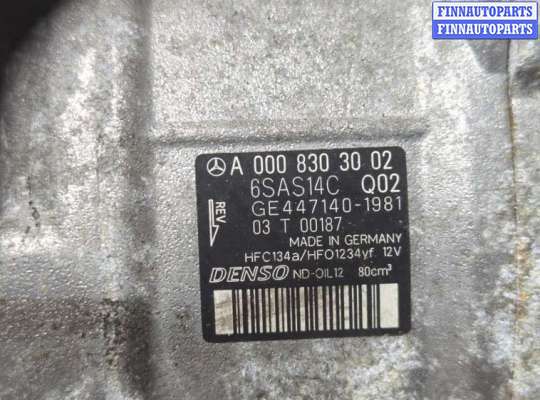 FINNAUTOPARTS
FINNAUTOPARTS
A 000 830 30 02
6SAS14C Q02
GE447140-1981
REV
03 T 00187
MADE IN GERMANY
HFC134a/HFO1234yf 12V
DENSO ND-OIL12 80cm³